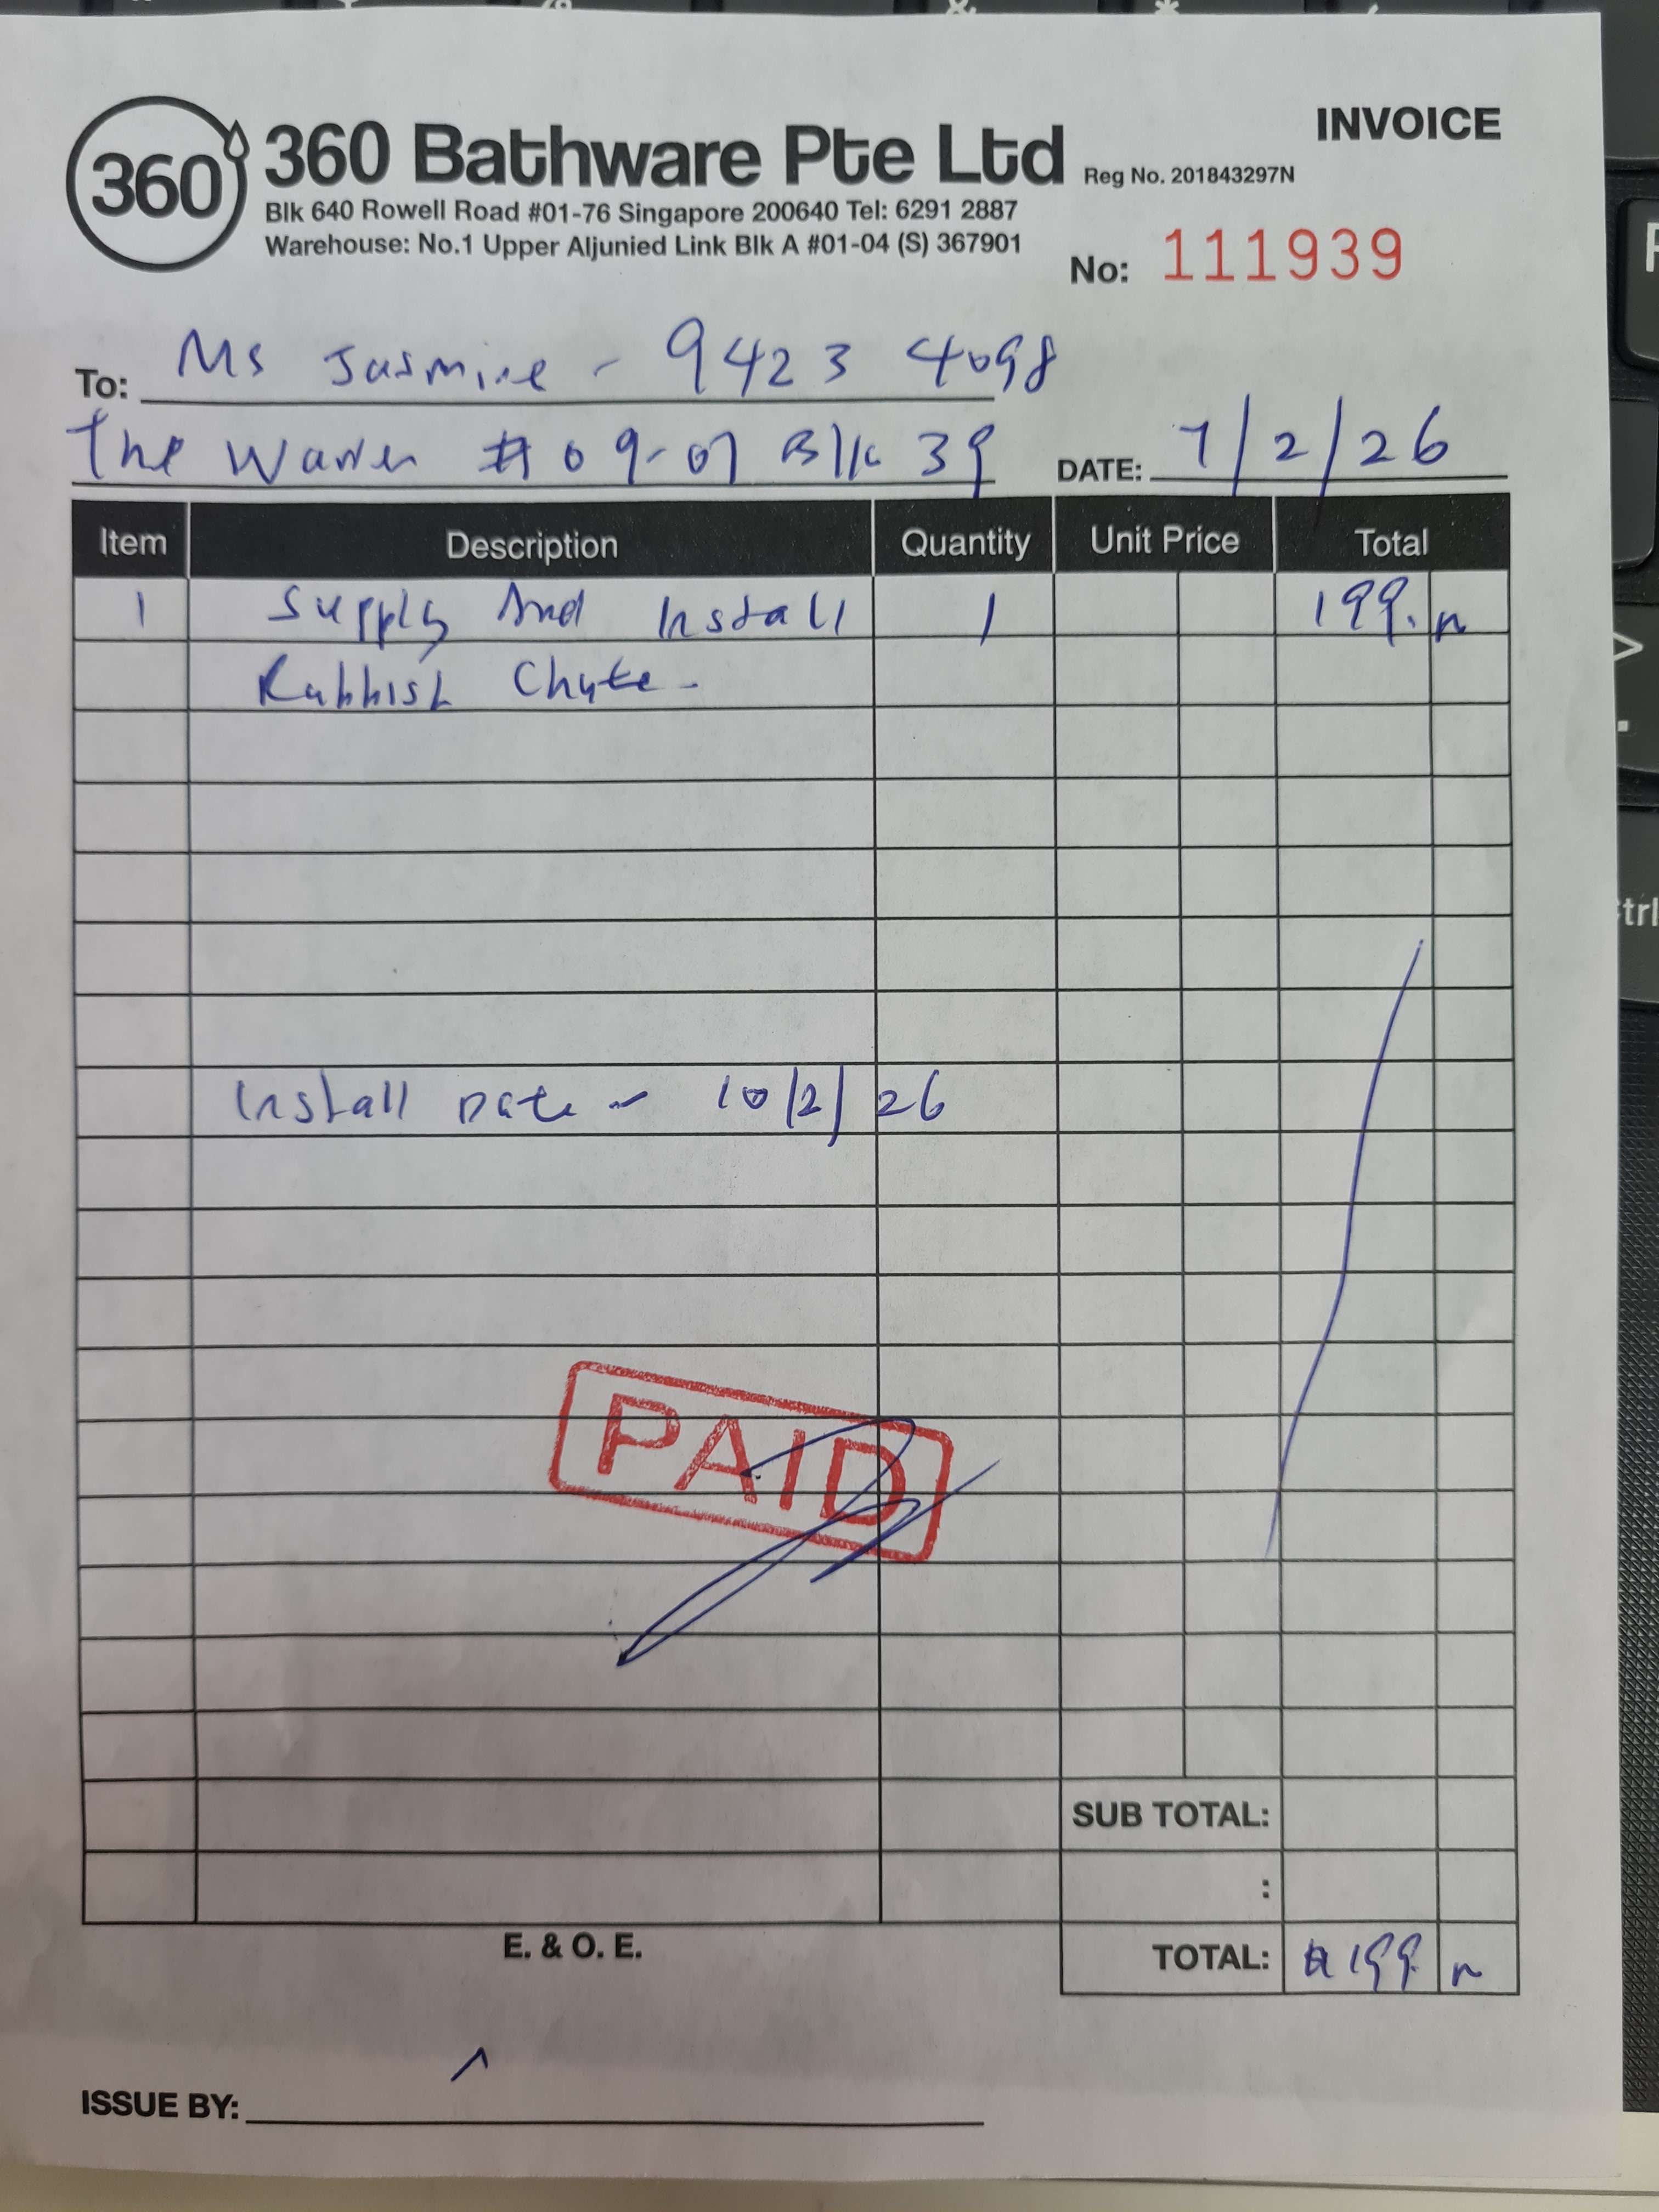 360
360 Bathware Pte Ltd
Reg No. 201843297N
INVOICE
Blk 640 Rowell Road #01-76 Singapore 200640 Tel: 6291 2887
Warehouse: No.1 Upper Aljunied Link Blk A #01-04 (S) 367901
No: 111939
To: Ms Jasmine - 9423 4098
The Warren #09-07 Blk 39
DATE: 7/2/26
Item Description Quantity Unit Price Total
1 Supply And Install 1 199.
Rubbish Chute -
Install Date - 10/2/26
PAID
SUB TOTAL:
:
E. & O. E.
TOTAL: $199.
ISSUE BY: